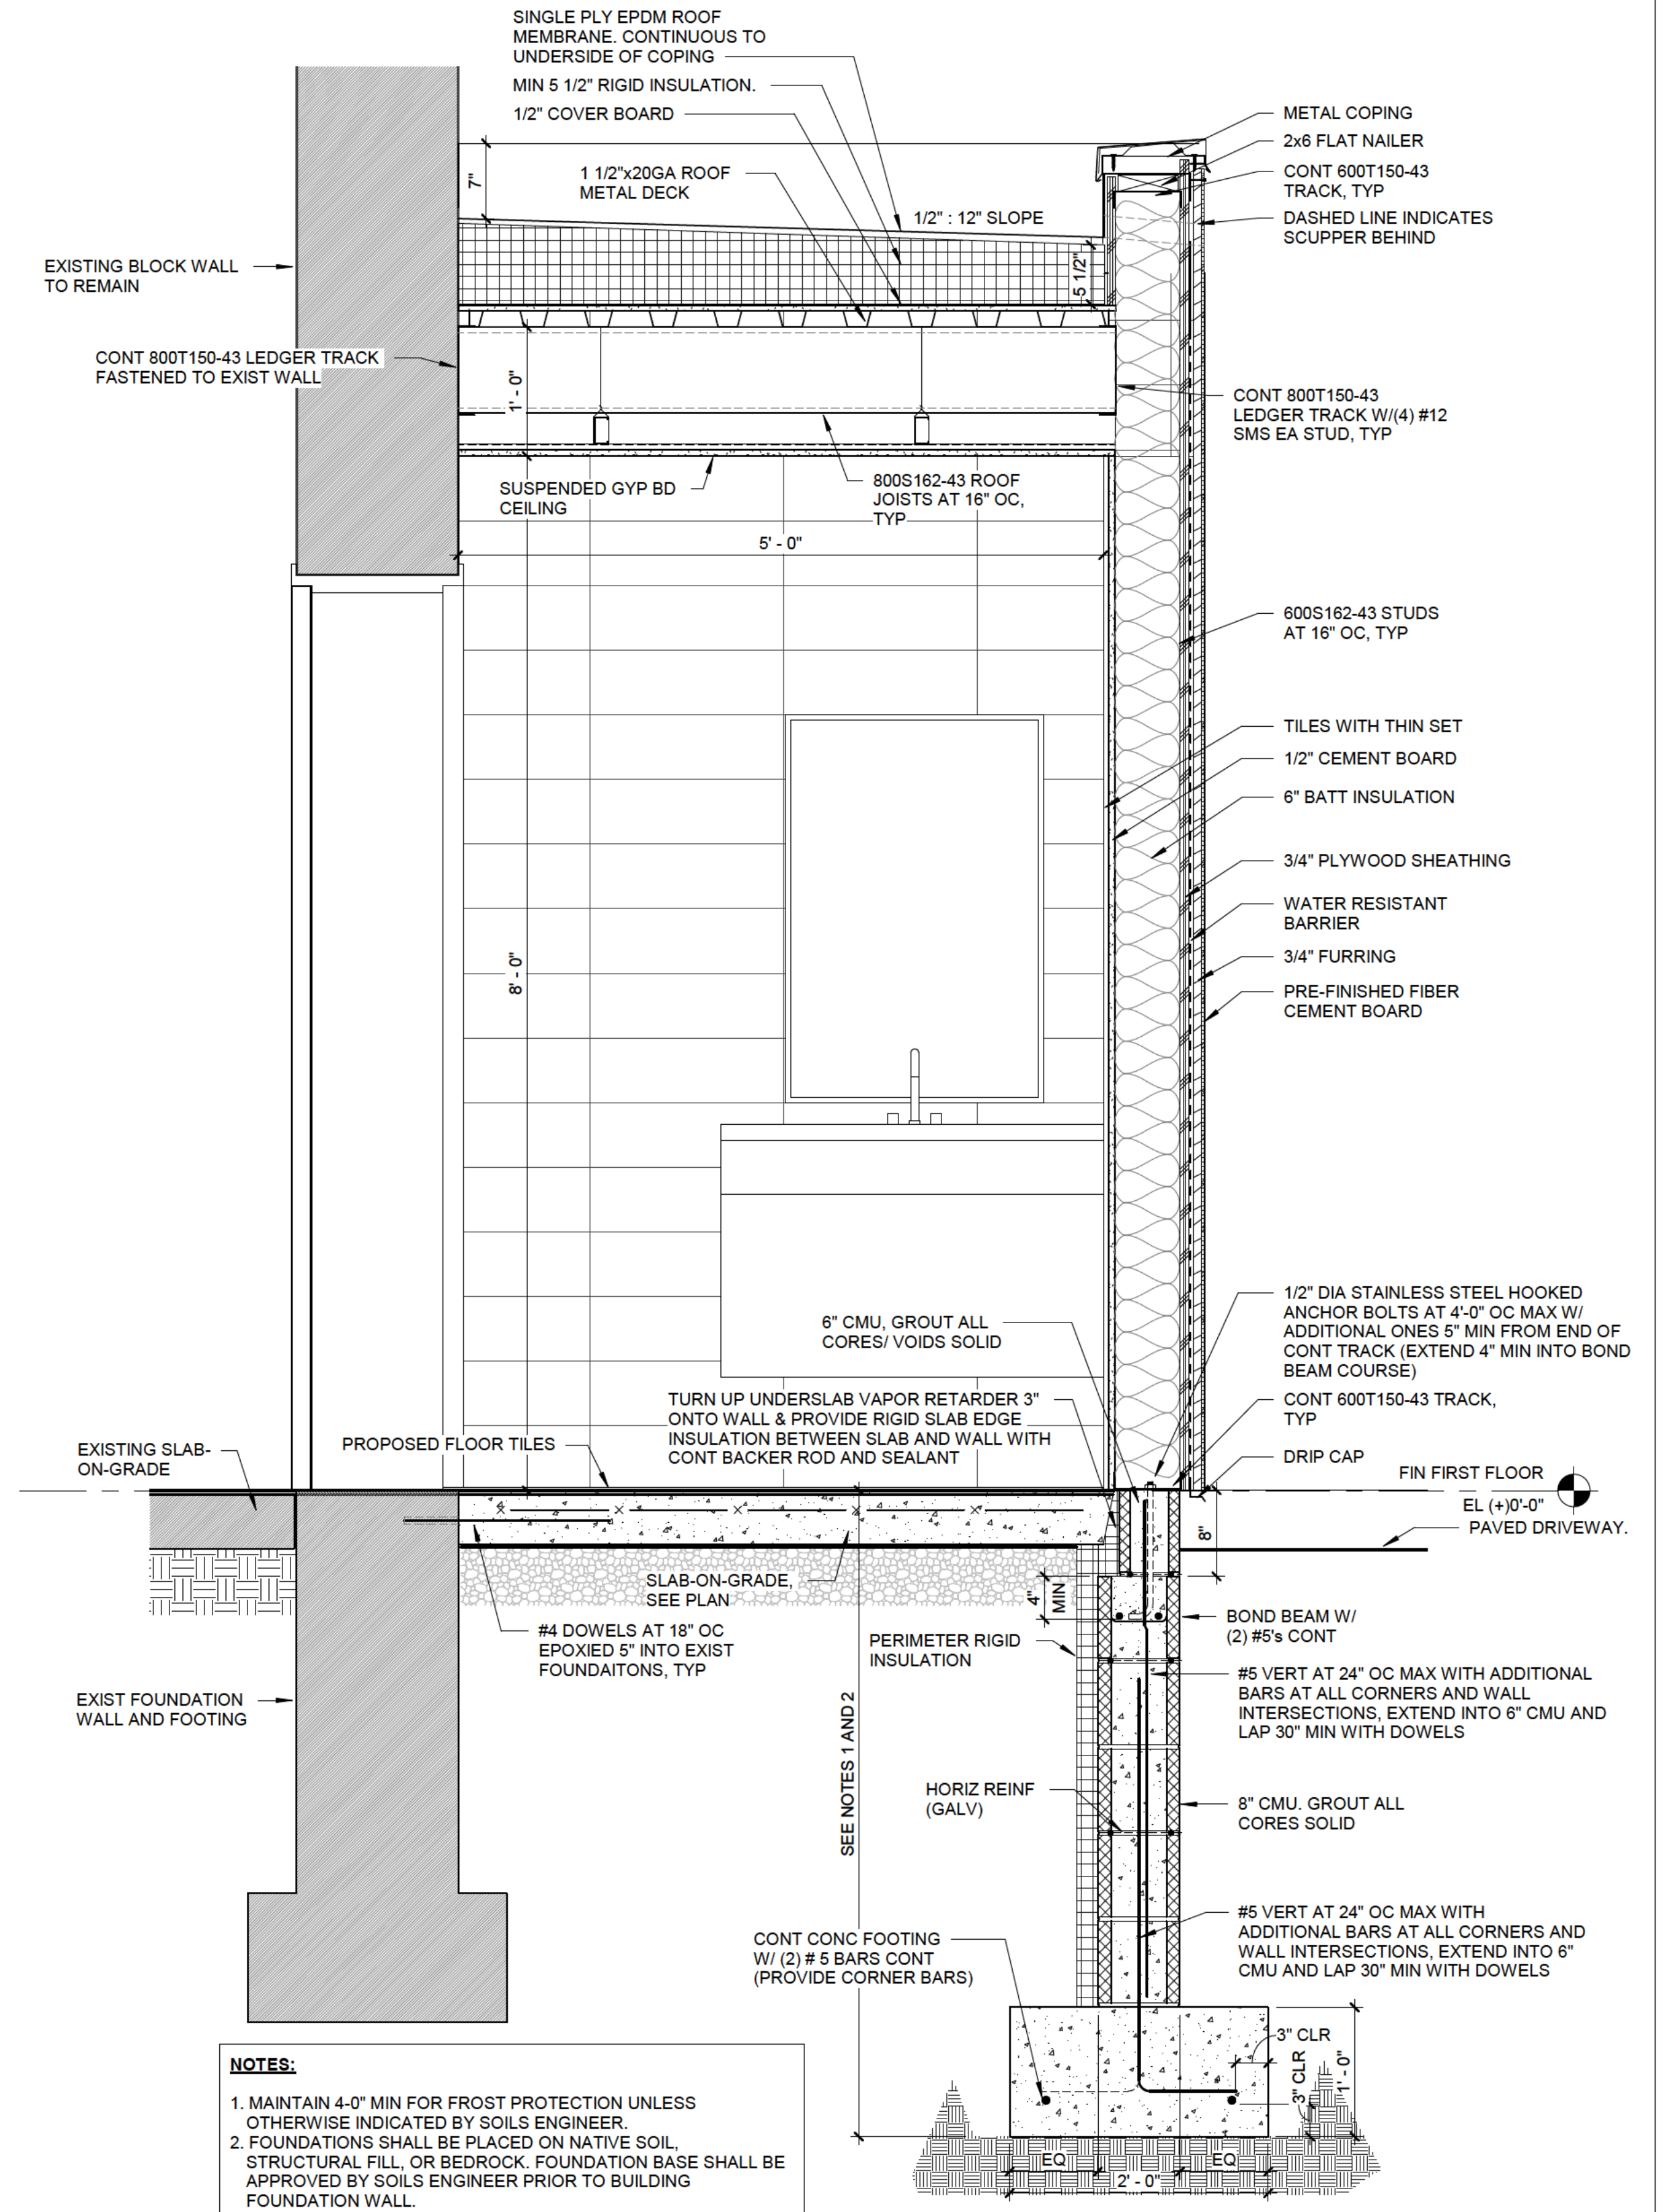 SINGLE PLY EPDM ROOF
MEMBRANE. CONTINUOUS TO
UNDERSIDE OF COPING
MIN 5 1/2" RIGID INSULATION.
1/2" COVER BOARD
7"
1 1/2"x20GA ROOF
METAL DECK
1/2" : 12" SLOPE
5 1/2"
METAL COPING
2x6 FLAT NAILER
CONT 600T150-43
TRACK, TYP
DASHED LINE INDICATES
SCUPPER BEHIND
EXISTING BLOCK WALL
TO REMAIN
CONT 800T150-43 LEDGER TRACK
FASTENED TO EXIST WALL
1' - 0"
CONT 800T150-43
LEDGER TRACK W/(4) #12
SMS EA STUD, TYP
SUSPENDED GYP BD
CEILING
800S162-43 ROOF
JOISTS AT 16" OC,
TYP
5' - 0"
600S162-43 STUDS
AT 16" OC, TYP
TILES WITH THIN SET
1/2" CEMENT BOARD
6" BATT INSULATION
3/4" PLYWOOD SHEATHING
WATER RESISTANT
BARRIER
3/4" FURRING
PRE-FINISHED FIBER
CEMENT BOARD
8' - 0"
6" CMU, GROUT ALL
CORES/ VOIDS SOLID
1/2" DIA STAINLESS STEEL HOOKED
ANCHOR BOLTS AT 4'-0" OC MAX W/
ADDITIONAL ONES 5" MIN FROM END OF
CONT TRACK (EXTEND 4" MIN INTO BOND
BEAM COURSE)
TURN UP UNDERSLAB VAPOR RETARDER 3"
ONTO WALL & PROVIDE RIGID SLAB EDGE
INSULATION BETWEEN SLAB AND WALL WITH
CONT BACKER ROD AND SEALANT
CONT 600T150-43 TRACK,
TYP
DRIP CAP
EXISTING SLAB-
ON-GRADE
PROPOSED FLOOR TILES
FIN FIRST FLOOR
EL (+)0'-0"
PAVED DRIVEWAY.
8"
SLAB-ON-GRADE,
SEE PLAN
4"
MIN
#4 DOWELS AT 18" OC
EPOXIED 5" INTO EXIST
FOUNDAITONS, TYP
PERIMETER RIGID
INSULATION
BOND BEAM W/
(2) #5's CONT
#5 VERT AT 24" OC MAX WITH ADDITIONAL
BARS AT ALL CORNERS AND WALL
INTERSECTIONS, EXTEND INTO 6" CMU AND
LAP 30" MIN WITH DOWELS
EXIST FOUNDATION
WALL AND FOOTING
SEE NOTES 1 AND 2
HORIZ REINF
(GALV)
8" CMU. GROUT ALL
CORES SOLID
#5 VERT AT 24" OC MAX WITH
ADDITIONAL BARS AT ALL CORNERS AND
WALL INTERSECTIONS, EXTEND INTO 6"
CMU AND LAP 30" MIN WITH DOWELS
CONT CONC FOOTING
W/ (2) # 5 BARS CONT
(PROVIDE CORNER BARS)
3" CLR
3" CLR
1' - 0"
EQ
EQ
2' - 0"
NOTES:
1. MAINTAIN 4-0" MIN FOR FROST PROTECTION UNLESS
OTHERWISE INDICATED BY SOILS ENGINEER.
2. FOUNDATIONS SHALL BE PLACED ON NATIVE SOIL,
STRUCTURAL FILL, OR BEDROCK. FOUNDATION BASE SHALL BE
APPROVED BY SOILS ENGINEER PRIOR TO BUILDING
FOUNDATION WALL.